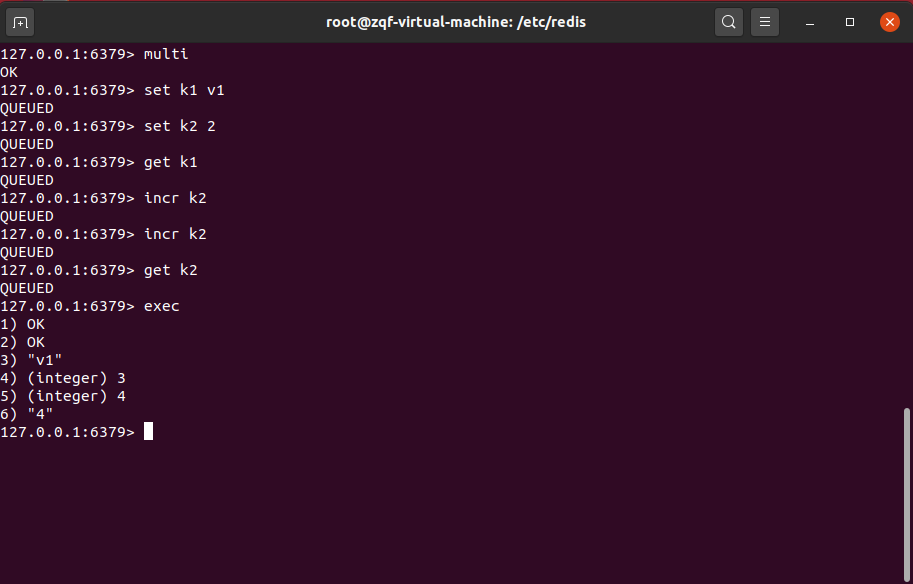 root@zqf-virtual-machine: /etc/redis
127.0.0.1:6379> multi
OK
127.0.0.1:6379> set k1 v1
QUEUED
127.0.0.1:6379> set k2 2
QUEUED
127.0.0.1:6379> get k1
QUEUED
127.0.0.1:6379> incr k2
QUEUED
127.0.0.1:6379> incr k2
QUEUED
127.0.0.1:6379> get k2
QUEUED
127.0.0.1:6379> exec
1) OK
2) OK
3) "v1"
4) (integer) 3
5) (integer) 4
6) "4"
127.0.0.1:6379>